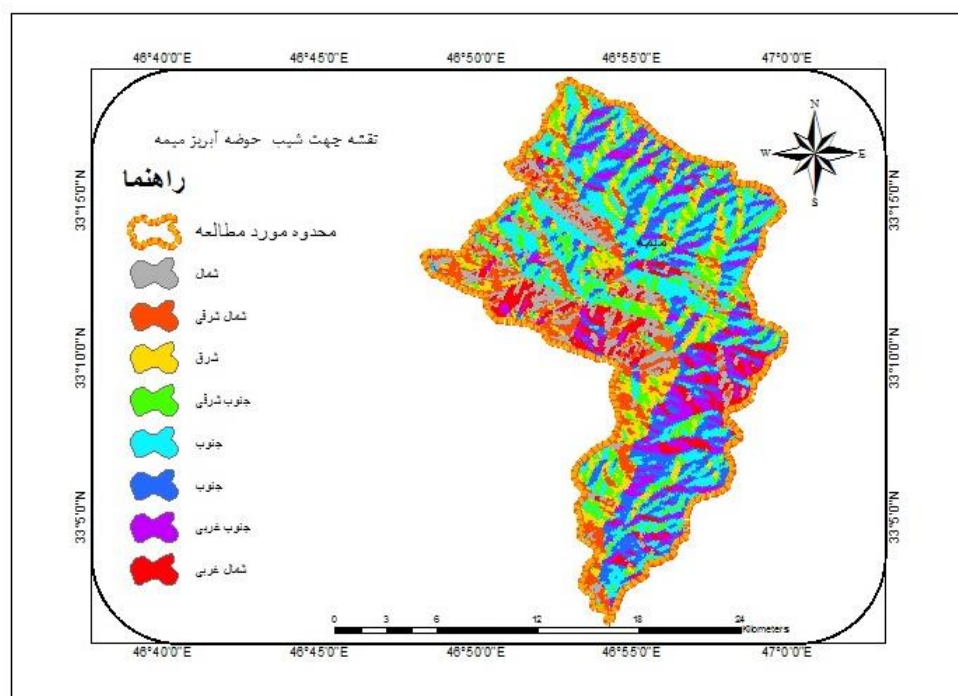 46°40'0"E 46°45'0"E 46°50'0"E 46°55'0"E 47°0'0"E
نقشه جهت شیب حوضه آبریز میمه
راهنما
محدوده مورد مطالعه
شمال
شمال شرقی
شرق
جنوب شرقی
جنوب
جنوب
جنوب غربی
شمال غربی
میمه
N
W E
S
33°15'0"N
33°10'0"N
33°5'0"N
33°15'0"N
33°10'0"N
33°5'0"N
0 3 6 12 18 24
Kilometers
46°40'0"E 46°45'0"E 46°50'0"E 46°55'0"E 47°0'0"E